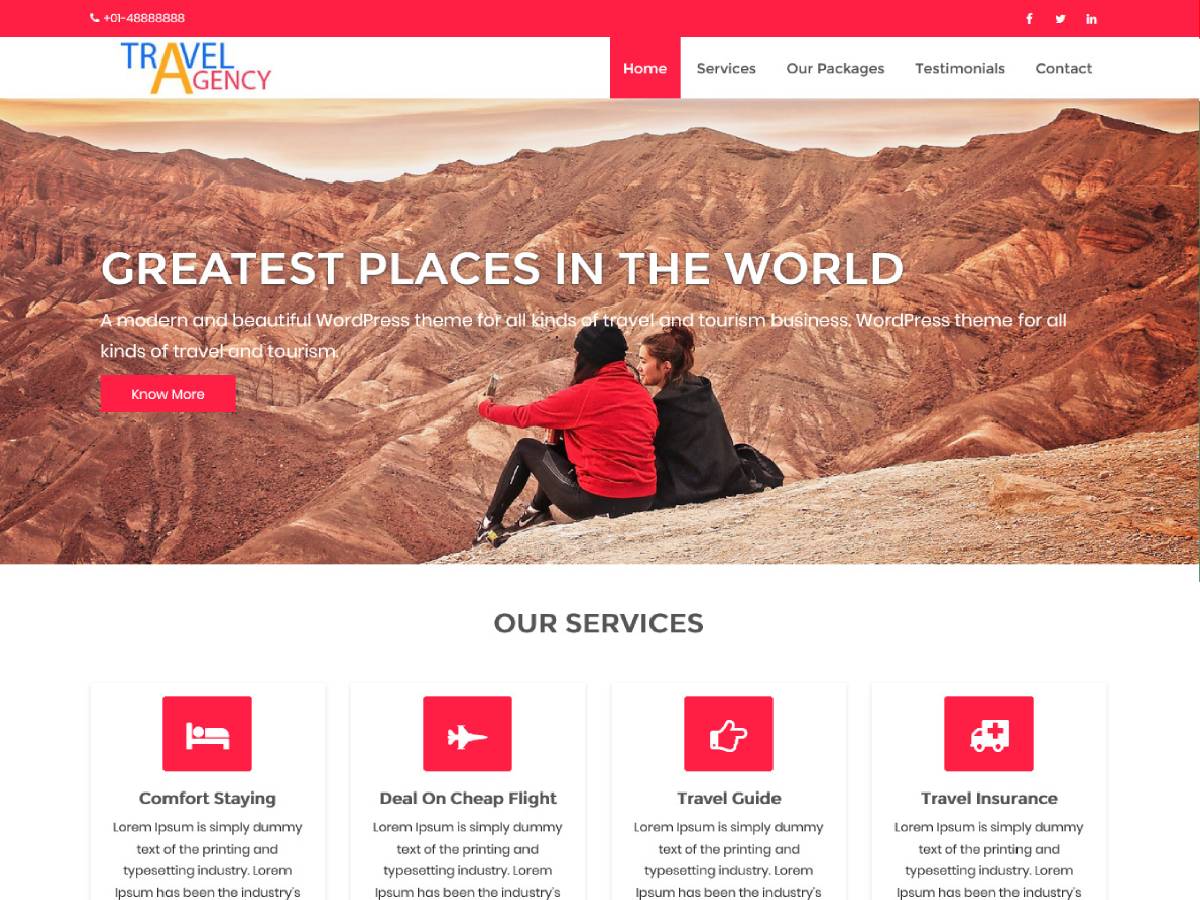 +01-48888888
TRAVEL
AGENCY
Home Services Our Packages Testimonials Contact
GREATEST PLACES IN THE WORLD
A modern and beautiful WordPress theme for all kinds of travel and tourism business. WordPress theme for all
kinds of travel and tourism.
Know More
OUR SERVICES
Comfort Staying
Lorem Ipsum is simply dummy
text of the printing and
typesetting industry. Lorem
Ipsum has been the industry's
Deal On Cheap Flight
Lorem Ipsum is simply dummy
text of the printing and
typesetting industry. Lorem
Ipsum has been the industry's
Travel Guide
Lorem Ipsum is simply dummy
text of the printing and
typesetting industry. Lorem
Ipsum has been the industry's
Travel Insurance
Lorem Ipsum is simply dummy
text of the printing and
typesetting industry. Lorem
Ipsum has been the industry's